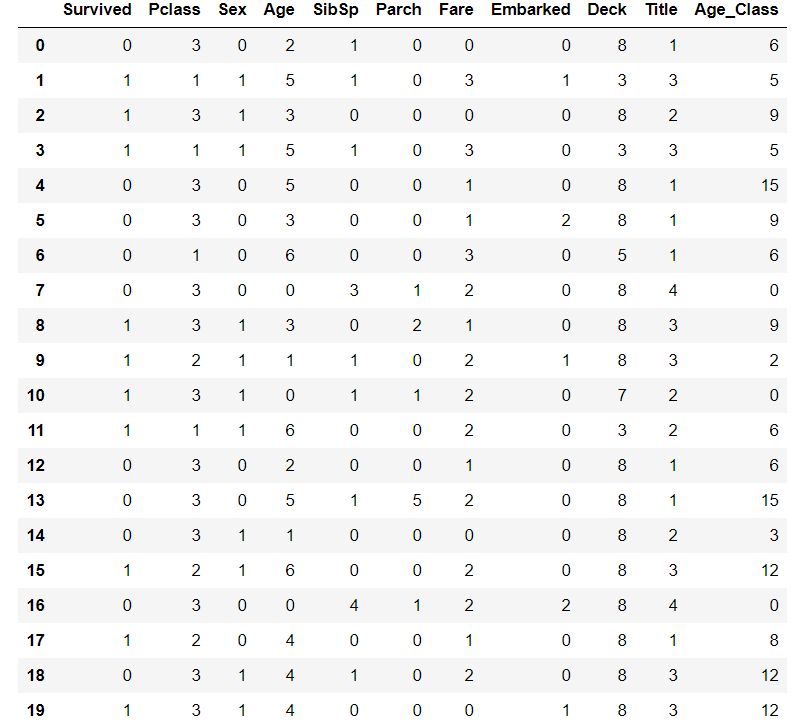 Survived Pclass Sex Age SibSp Parch Fare Embarked Deck Title Age_Class
0 0 3 0 2 1 0 0 0 8 1 6
1 1 1 1 5 1 0 3 1 3 3 5
2 1 3 1 3 0 0 0 0 8 2 9
3 1 1 1 5 1 0 3 0 3 3 5
4 0 3 0 5 0 0 1 0 8 1 15
5 0 3 0 3 0 0 1 2 8 1 9
6 0 1 0 6 0 0 3 0 5 1 6
7 0 3 0 0 3 1 2 0 8 4 0
8 1 3 1 3 0 2 1 0 8 3 9
9 1 2 1 1 1 0 2 1 8 3 2
10 1 3 1 0 1 1 2 0 7 2 0
11 1 1 1 6 0 0 2 0 3 2 6
12 0 3 0 2 0 0 1 0 8 1 6
13 0 3 0 5 1 5 2 0 8 1 15
14 0 3 1 1 0 0 0 0 8 2 3
15 1 2 1 6 0 0 2 0 8 3 12
16 0 3 0 0 4 1 2 2 8 4 0
17 1 2 0 4 0 0 1 0 8 1 8
18 0 3 1 4 1 0 2 0 8 3 12
19 1 3 1 4 0 0 0 1 8 3 12